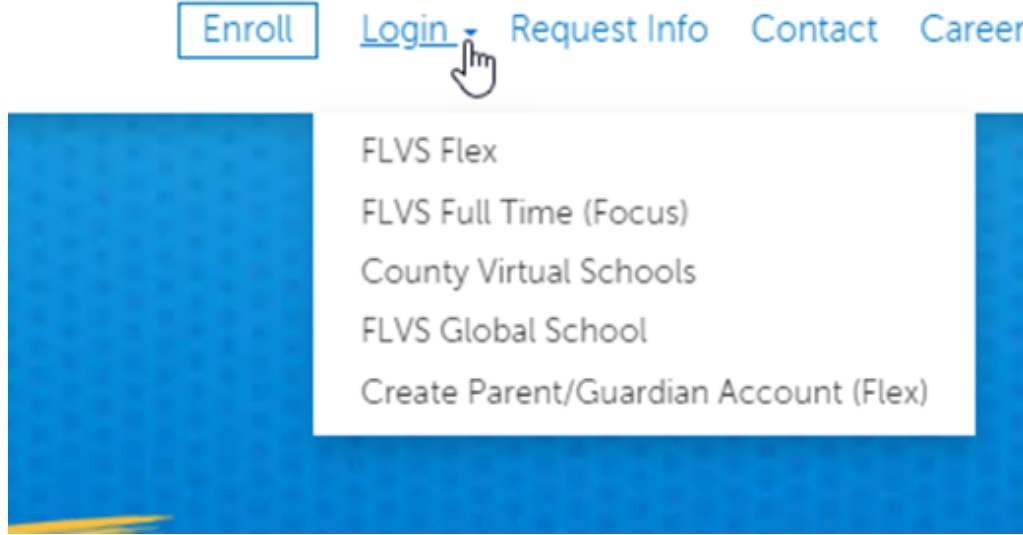 Enroll Login Request Info Contact Career
FLVS Flex
FLVS Full Time (Focus)
County Virtual Schools
FLVS Global School
Create Parent/Guardian Account (Flex)